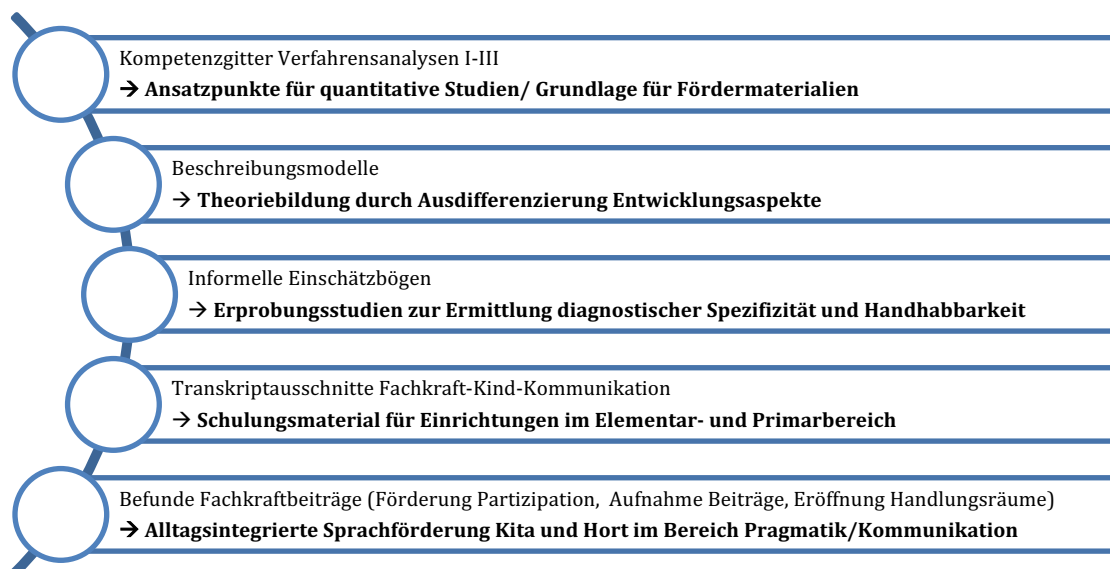 Kompetenzgitter Verfahrensanalysen I-III
→ Ansatzpunkte für quantitative Studien/ Grundlage für Fördermaterialien
Beschreibungsmodelle
→ Theoriebildung durch Ausdifferenzierung Entwicklungsaspekte
Informelle Einschätzbögen
→ Erprobungsstudien zur Ermittlung diagnostischer Spezifizität und Handhabbarkeit
Transkriptausschnitte Fachkraft-Kind-Kommunikation
→ Schulungsmaterial für Einrichtungen im Elementar- und Primarbereich
Befunde Fachkraftbeiträge (Förderung Partizipation, Aufnahme Beiträge, Eröffnung Handlungsräume)
→ Alltagsintegrierte Sprachförderung Kita und Hort im Bereich Pragmatik/Kommunikation